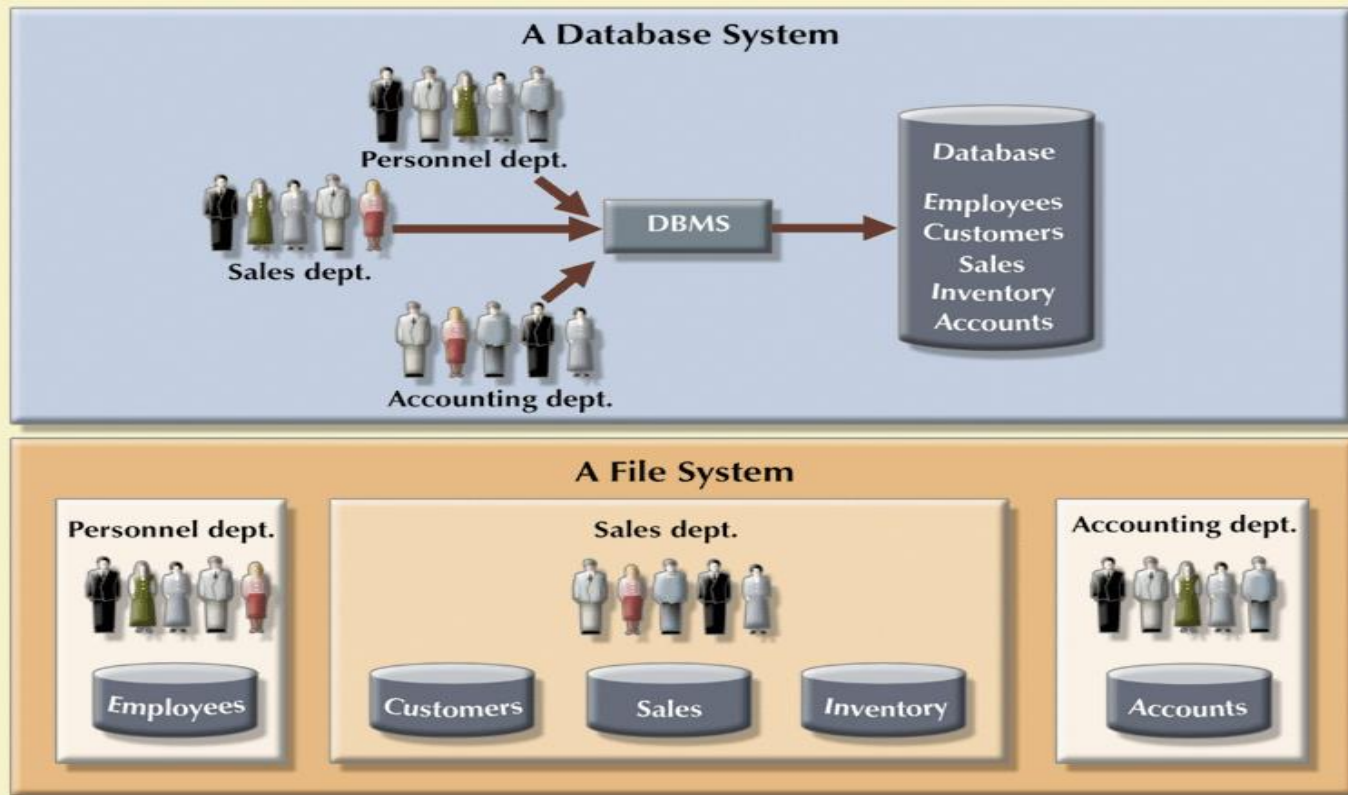 A Database System
Personnel dept.
Sales dept.
Accounting dept.
DBMS
Database
Employees
Customers
Sales
Inventory
Accounts
A File System
Personnel dept.
Employees
Sales dept.
Customers
Sales
Inventory
Accounting dept.
Accounts